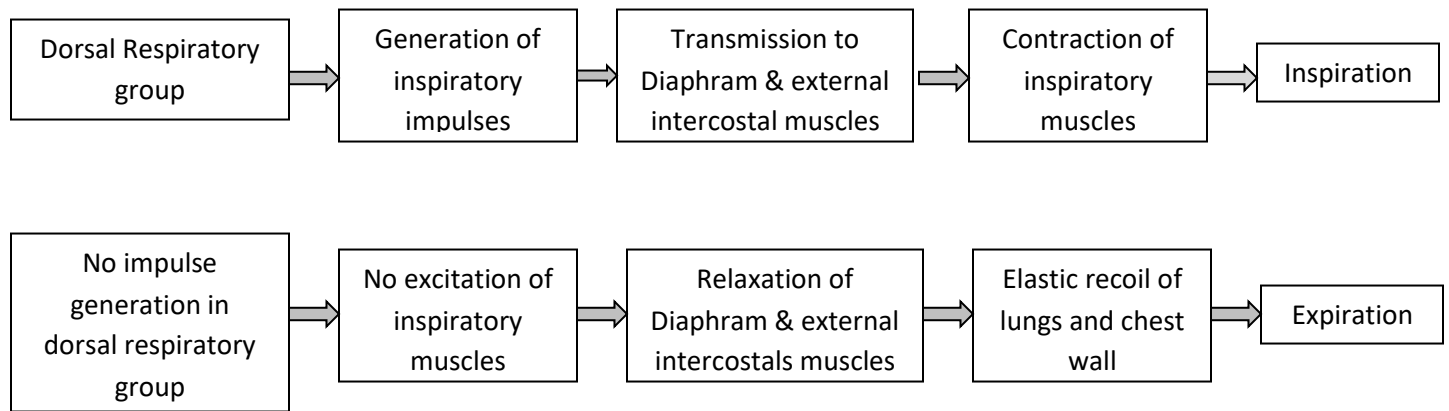 Dorsal Respiratory
group
Generation of
inspiratory
impulses
Transmission to
Diaphram & external
intercostal muscles
Contraction of
inspiratory
muscles
Inspiration
No impulse
generation in
dorsal respiratory
group
No excitation of
inspiratory
muscles
Relaxation of
Diaphram & external
intercostals muscles
Elastic recoil of
lungs and chest
wall
Expiration